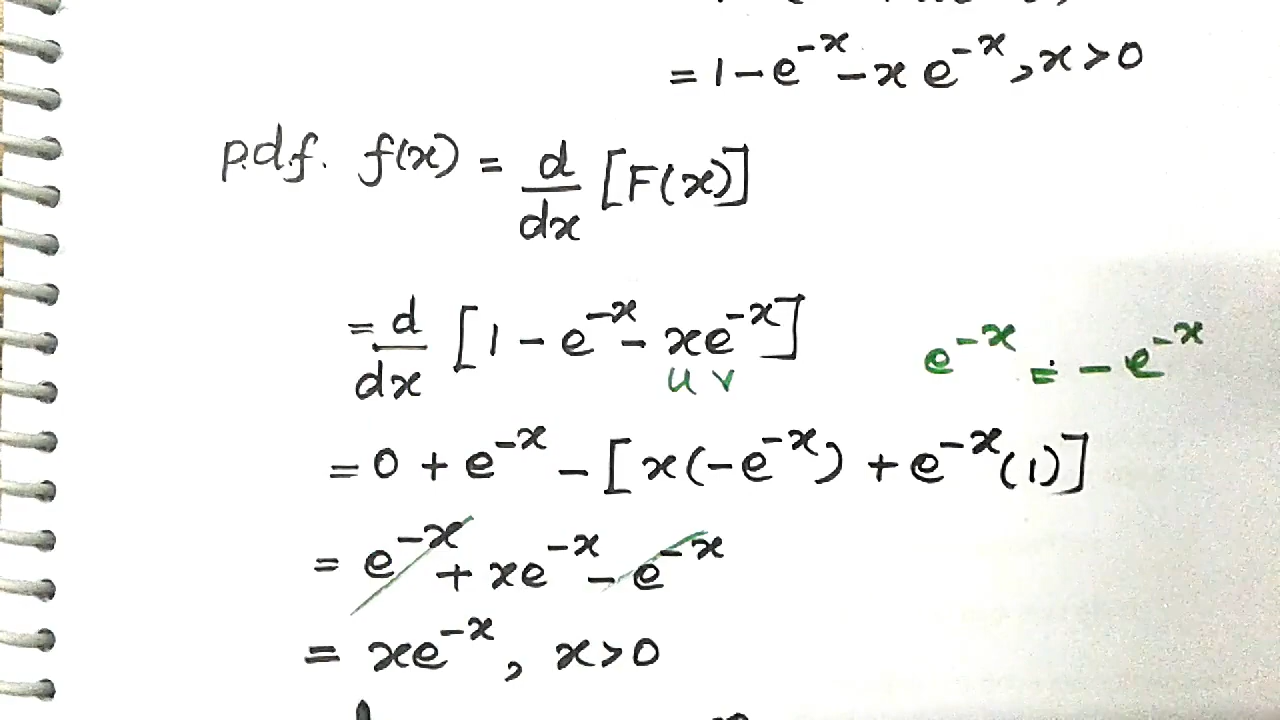 = 1 - e^{-x} - x e^{-x}, x > 0
p.d.f. f(x) = d/dx [F(x)]
= d/dx [1 - e^{-x} - xe^{-x}]
u v
e^{-x} = -e^{-x}
= 0 + e^{-x} - [x(-e^{-x}) + e^{-x}(1)]
= e^{-x} + xe^{-x} - e^{-x}
= xe^{-x}, x > 0